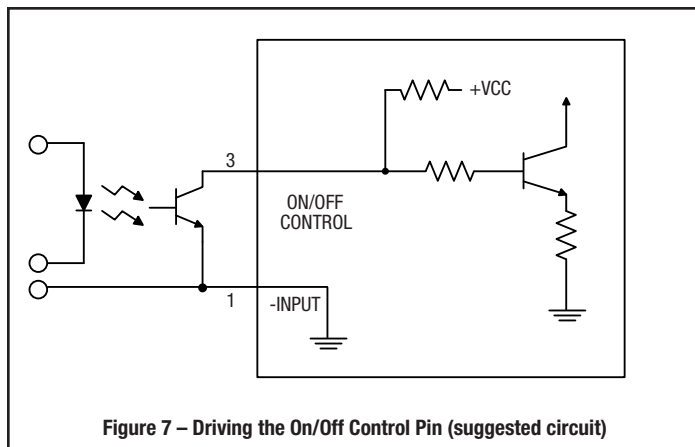 +VCC
3
ON/OFF
CONTROL
1
-INPUT
Figure 7 – Driving the On/Off Control Pin (suggested circuit)